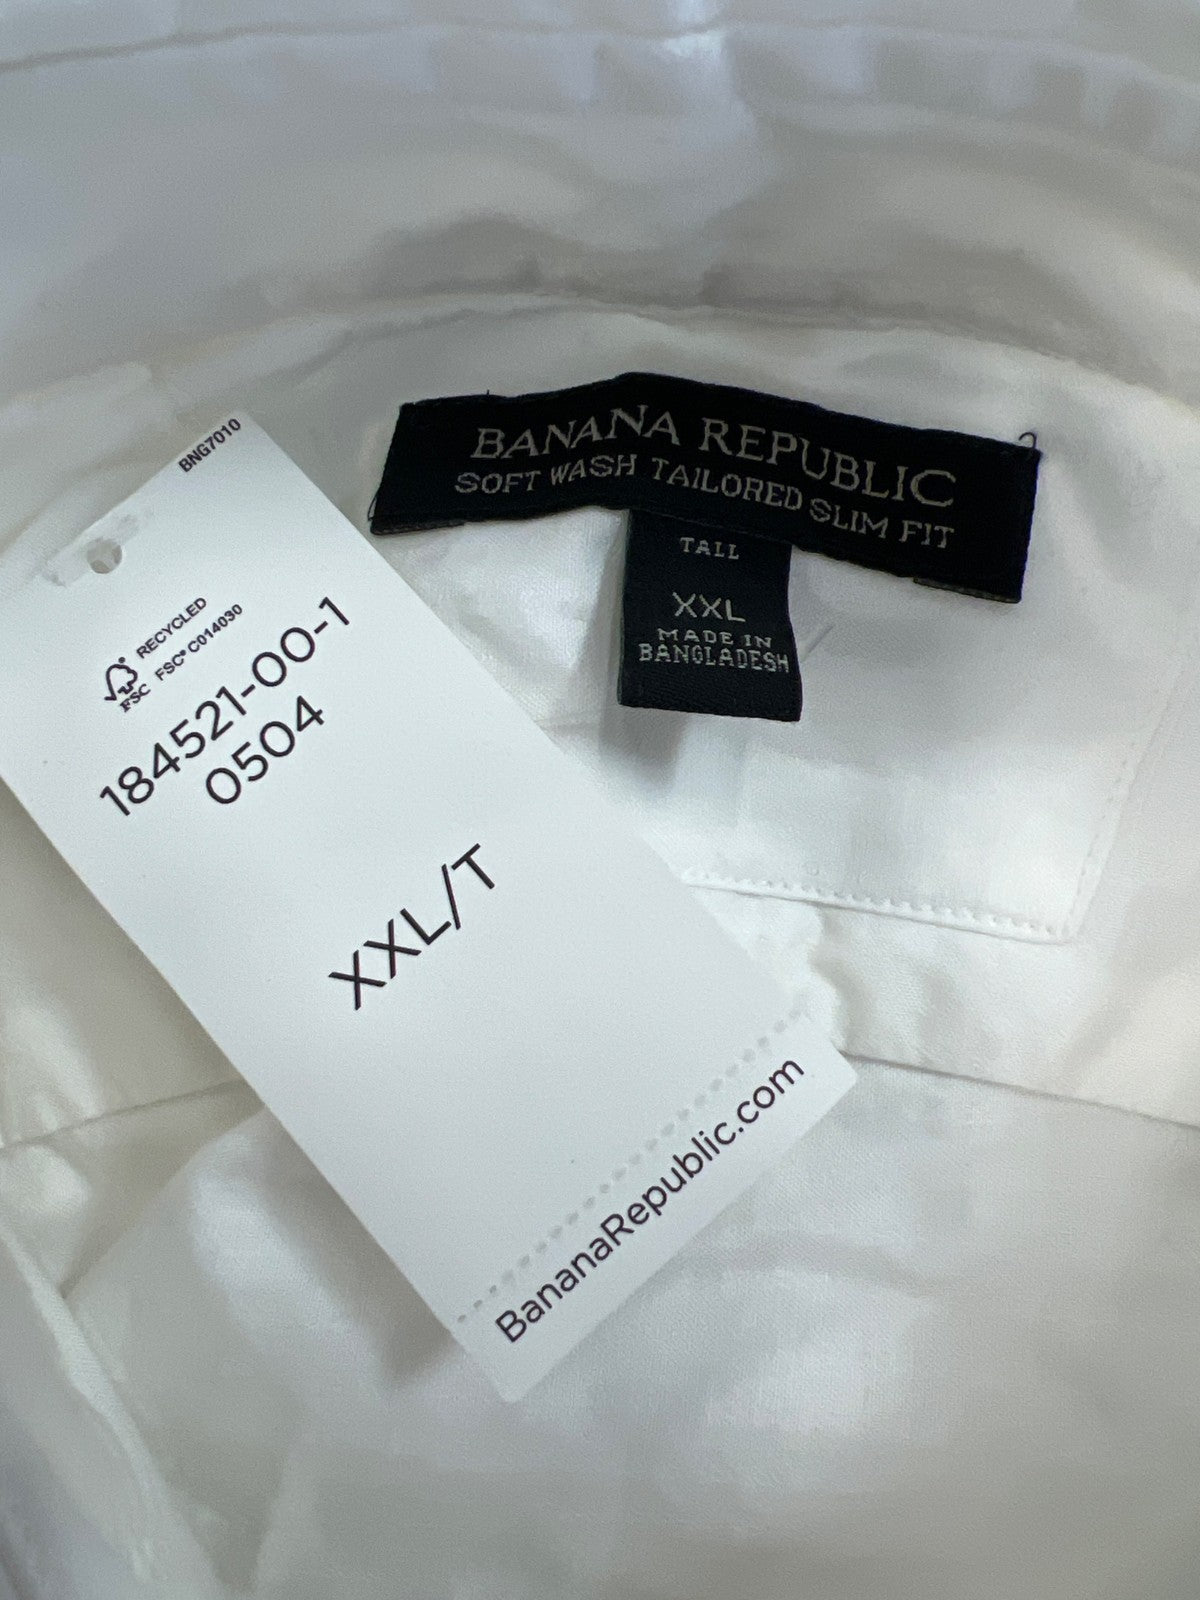 BANANA REPUBLIC
SOFT WASH TAILORED SLIM FIT
TALL
XXL
MADE IN
BANGLADESH
BNG7010
RECYCLED
FSC FSC® C014030
184521-00-1
0504
XXL/T
BananaRepublic.com